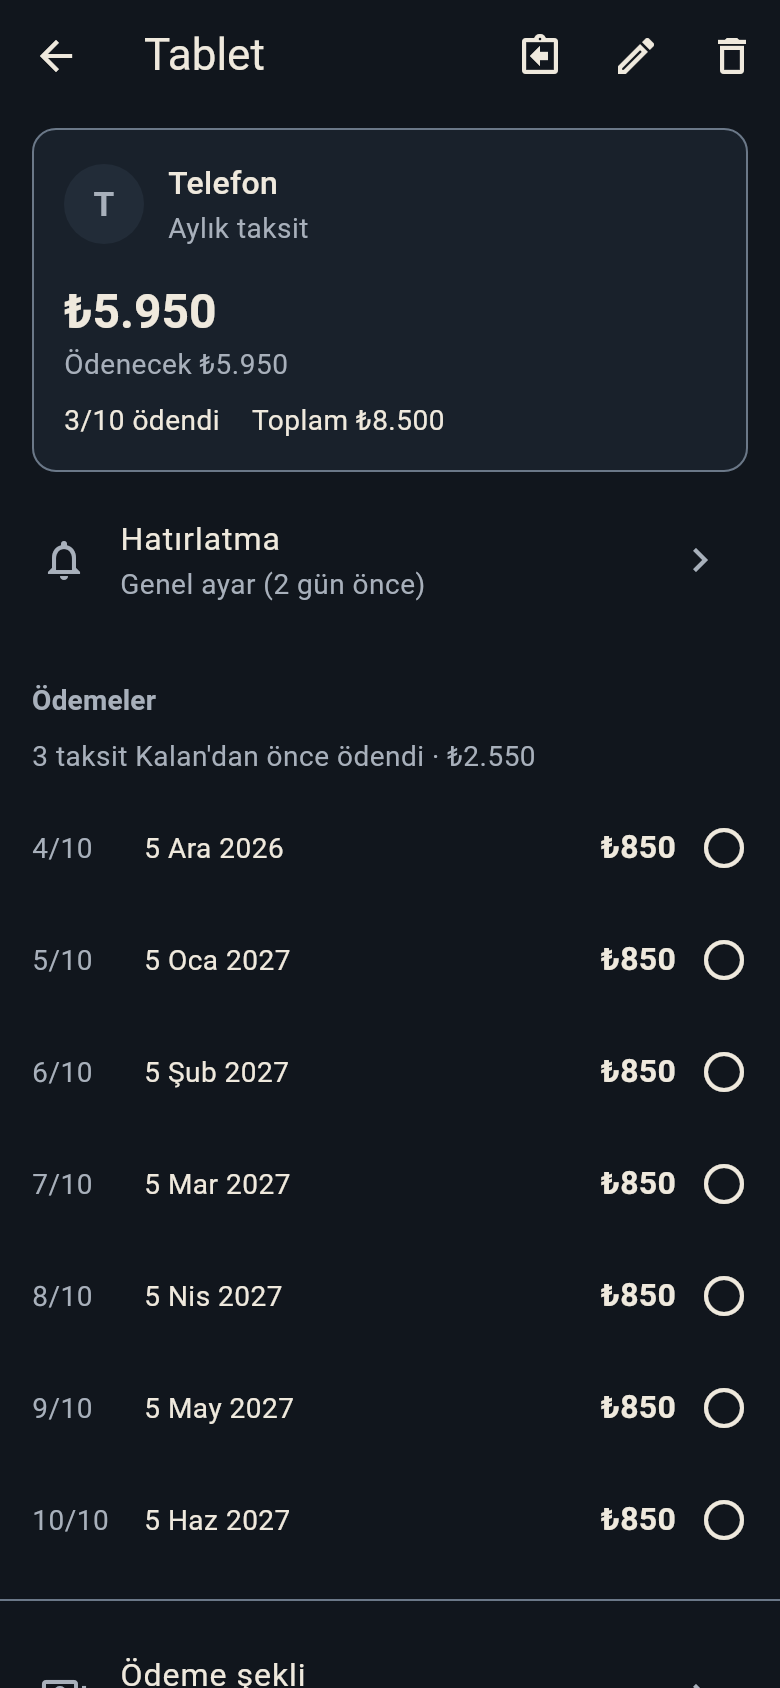 Tablet
T
Telefon
Aylık taksit
₺5.950
Ödenecek ₺5.950
3/10 ödendi Toplam ₺8.500
Hatırlatma
Genel ayar (2 gün önce)
Ödemeler
3 taksit Kalan'dan önce ödendi · ₺2.550
4/10 5 Ara 2026 ₺850
5/10 5 Oca 2027 ₺850
6/10 5 Şub 2027 ₺850
7/10 5 Mar 2027 ₺850
8/10 5 Nis 2027 ₺850
9/10 5 May 2027 ₺850
10/10 5 Haz 2027 ₺850
Ödeme şekli